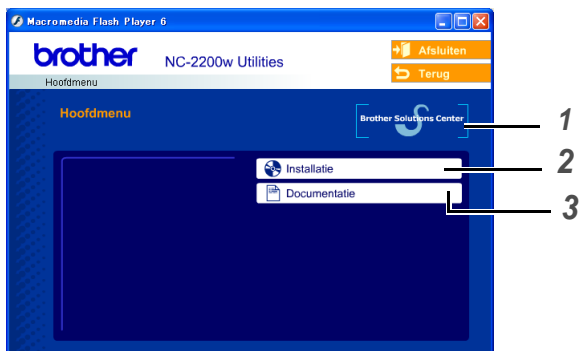 Macromedia Flash Player 6
brother
NC-2200w Utilities
Afsluiten
Terug
Hoofdmenu
Hoofdmenu
Brother Solutions Center
1
Installatie
2
Documentatie
3